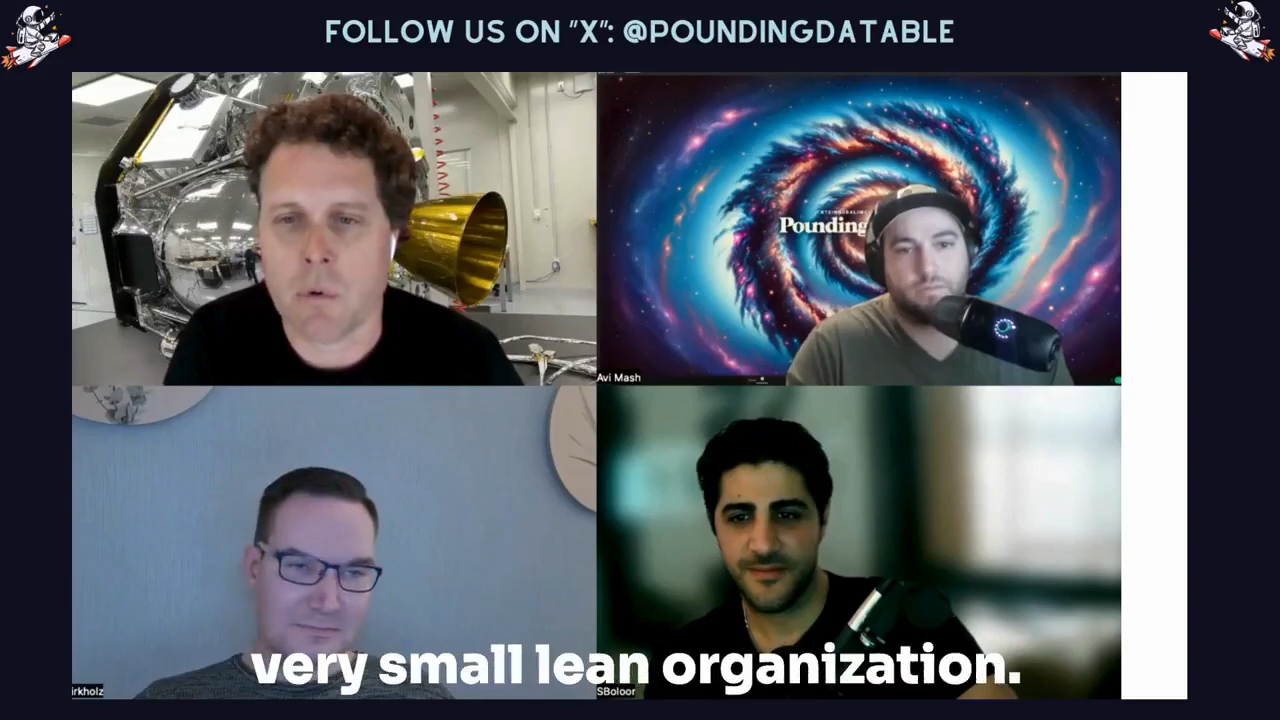 FOLLOW US ON "X": @POUNDINGDATABLE
Pounding
Avi Mash
irkholz
SBoloor
very small lean organization.